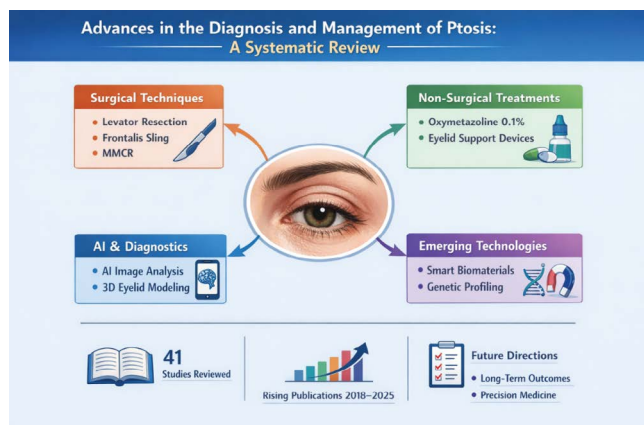 Advances in the Diagnosis and Management of Ptosis:
A Systematic Review
Surgical Techniques
• Levator Resection
• Frontalis Sling
• MMCR
Non-Surgical Treatments
• Oxymetazoline 0.1%
• Eyelid Support Devices
AI & Diagnostics
• AI Image Analysis
• 3D Eyelid Modeling
Emerging Technologies
• Smart Biomaterials
• Genetic Profiling
41
Studies Reviewed
Rising Publications 2018–2025
Future Directions
• Long-Term Outcomes
• Precision Medicine